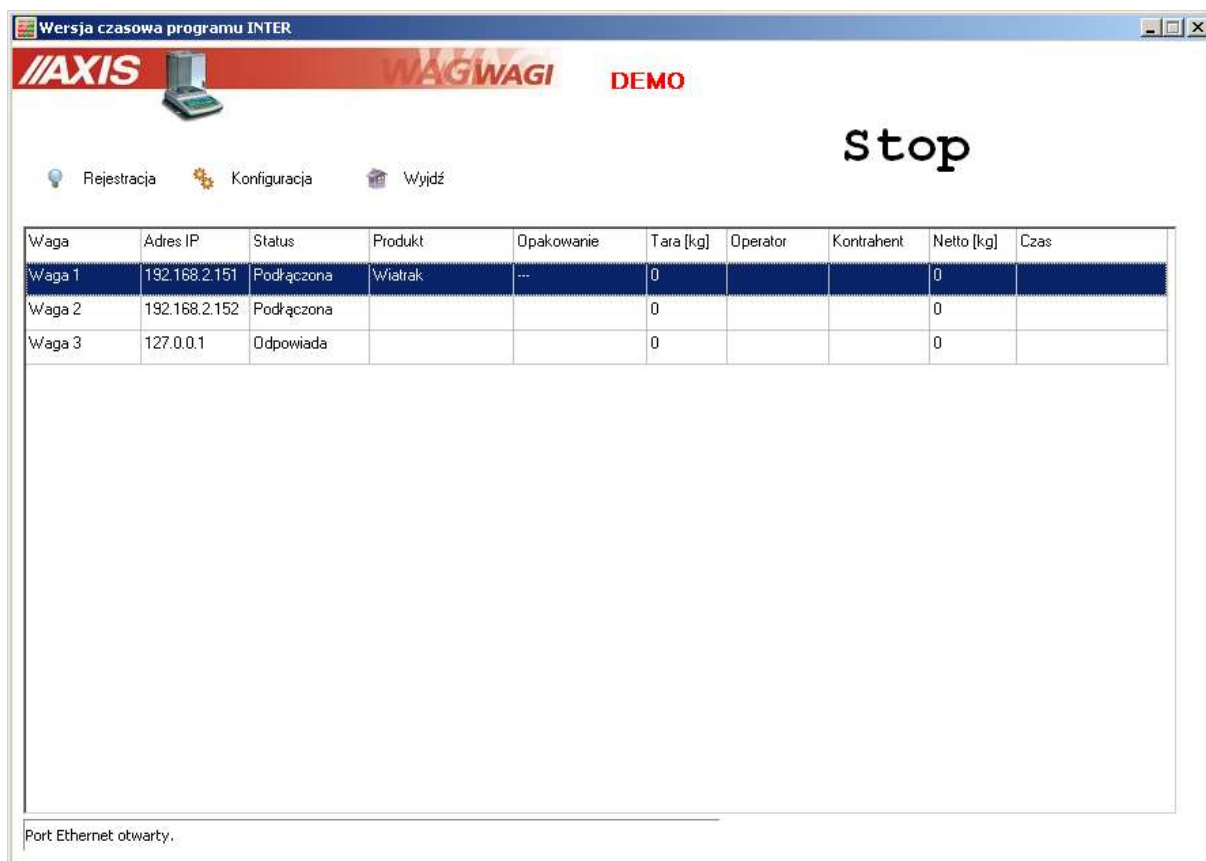 Wersja czasowa programu INTER
AXIS WAGWAGI DEMO
Stop
Rejestracja Konfiguracja Wyjdź
Waga Adres IP Status Produkt Opakowanie Tara [kg] Operator Kontrahent Netto [kg] Czas
Waga 1 192.168.2.151 Podłączona Wiatrak --- 0 0
Waga 2 192.168.2.152 Podłączona 0 0
Waga 3 127.0.0.1 Odpowiada 0 0
Port Ethernet otwarty.